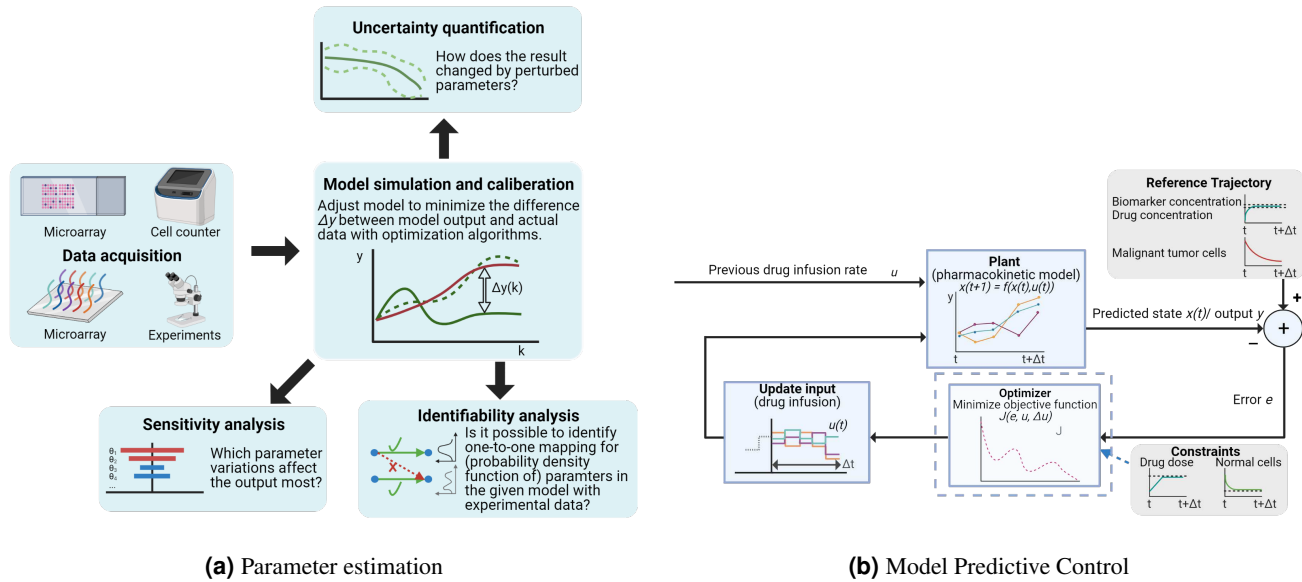 Uncertainty quantification
How does the result
changed by perturbed
parameters?
Microarray
Cell counter
Data acquisition
Microarray
Experiments
Model simulation and caliberation
Adjust model to minimize the difference
Δy between model output and actual
data with optimization algorithms.
y
Δy(k)
k
Sensitivity analysis
θ₁
θ₂
θ₃
θ₄
...
Which parameter
variations affect
the output most?
Identifiability analysis
Is it possible to identify
one-to-one mapping for
(probability density
function of) paramters in
the given model with
experimental data?
(a) Parameter estimation
Reference Trajectory
Biomarker concentration
Drug concentration
t t+Δt
Malignant tumor cells
t t+Δt
Previous drug infusion rate u
Plant
(pharmacokinetic model)
x(t+1) = f(x(t),u(t))
y
t t+Δt
Predicted state x(t)/ output y
+
−
+
Error e
Update input
(drug infusion)
u(t)
Δt
Optimizer
Minimize objective function
J(e, u, Δu)
J
Constraints
Drug dose Normal cells
t t+Δt t t+Δt
(b) Model Predictive Control